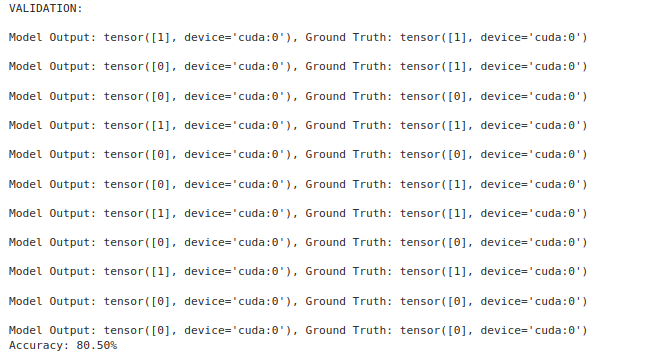 VALIDATION:
Model Output: tensor([1], device='cuda:0'), Ground Truth: tensor([1], device='cuda:0')
Model Output: tensor([0], device='cuda:0'), Ground Truth: tensor([1], device='cuda:0')
Model Output: tensor([0], device='cuda:0'), Ground Truth: tensor([0], device='cuda:0')
Model Output: tensor([1], device='cuda:0'), Ground Truth: tensor([1], device='cuda:0')
Model Output: tensor([0], device='cuda:0'), Ground Truth: tensor([0], device='cuda:0')
Model Output: tensor([0], device='cuda:0'), Ground Truth: tensor([1], device='cuda:0')
Model Output: tensor([1], device='cuda:0'), Ground Truth: tensor([1], device='cuda:0')
Model Output: tensor([0], device='cuda:0'), Ground Truth: tensor([0], device='cuda:0')
Model Output: tensor([1], device='cuda:0'), Ground Truth: tensor([1], device='cuda:0')
Model Output: tensor([0], device='cuda:0'), Ground Truth: tensor([0], device='cuda:0')
Model Output: tensor([0], device='cuda:0'), Ground Truth: tensor([0], device='cuda:0')
Accuracy: 80.50%